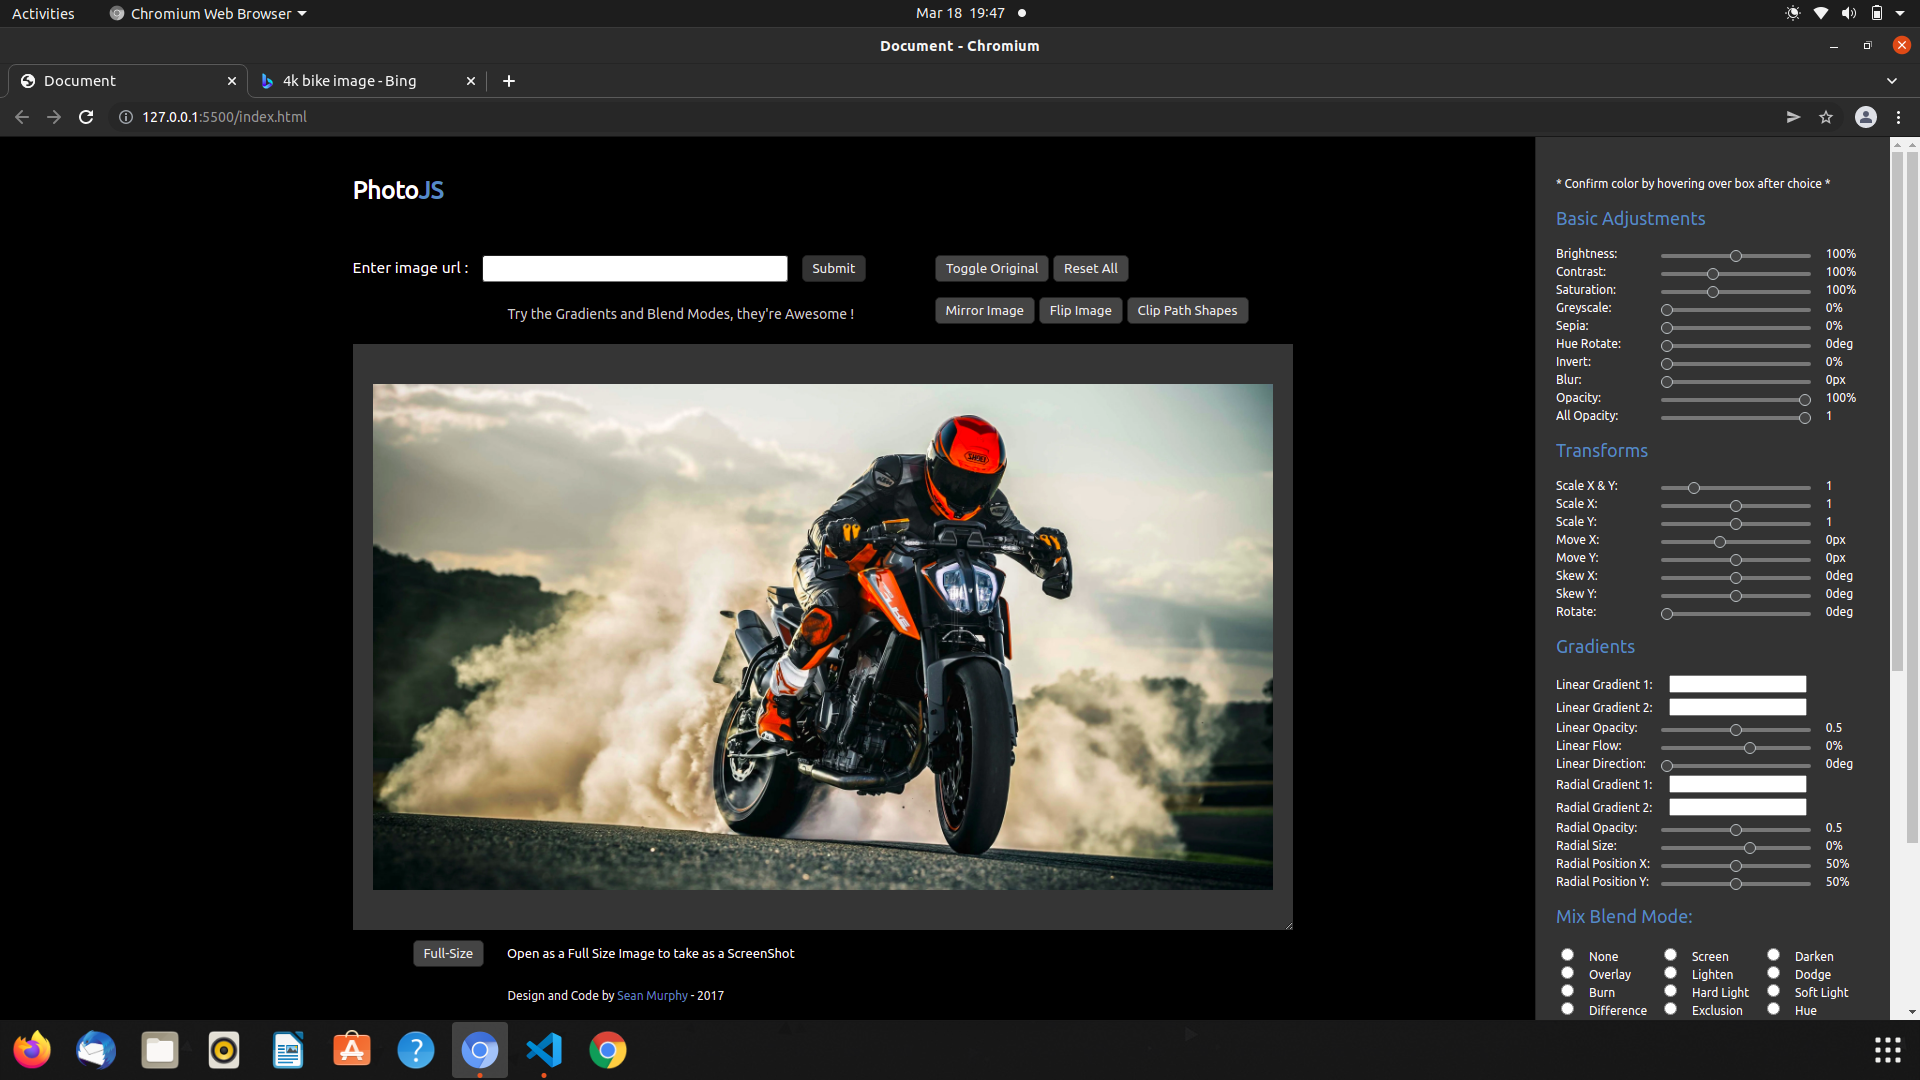 Activities Chromium Web Browser Mar 18 19:47
Document - Chromium
Document 4k bike image - Bing
127.0.0.1:5500/index.html
PhotoJS
Enter image url : Submit Toggle Original Reset All
Try the Gradients and Blend Modes, they're Awesome ! Mirror Image Flip Image Clip Path Shapes
SHOEI
DUKE
Full-Size Open as a Full Size Image to take as a ScreenShot
Design and Code by Sean Murphy - 2017
* Confirm color by hovering over box after choice *
Basic Adjustments
Brightness: 100%
Contrast: 100%
Saturation: 100%
Greyscale: 0%
Sepia: 0%
Hue Rotate: 0deg
Invert: 0%
Blur: 0px
Opacity: 100%
All Opacity: 1
Transforms
Scale X & Y: 1
Scale X: 1
Scale Y: 1
Move X: 0px
Move Y: 0px
Skew X: 0deg
Skew Y: 0deg
Rotate: 0deg
Gradients
Linear Gradient 1:
Linear Gradient 2:
Linear Opacity: 0.5
Linear Flow: 0%
Linear Direction: 0deg
Radial Gradient 1:
Radial Gradient 2:
Radial Opacity: 0.5
Radial Size: 0%
Radial Position X: 50%
Radial Position Y: 50%
Mix Blend Mode:
None Screen Darken
Overlay Lighten Dodge
Burn Hard Light Soft Light
Difference Exclusion Hue